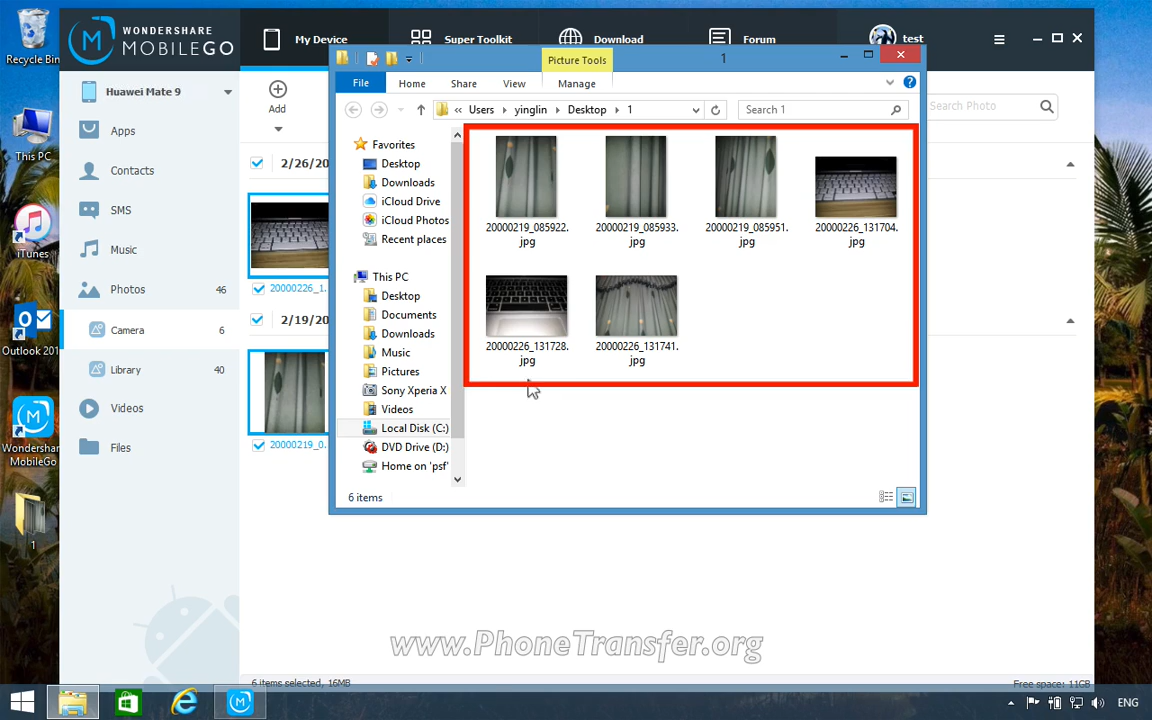 Recycle Bin
This PC
iTunes
Outlook 201
Wondershare
MobileGo
1
WONDERSHARE
MOBILEGO
My Device
Super Toolkit
Download
Forum
test
Huawei Mate 9
Apps
Contacts
SMS
Music
Photos 46
Camera 6
Library 40
Videos
Files
Add
Search Photo
2/26/20
20000226_1.
2/19/20
20000219_0.
Picture Tools
1
File
Home
Share
View
Manage
« Users Desktop 1
yinglin
Search 1
Favorites
Desktop
Downloads
iCloud Drive
iCloud Photos
Recent places
This PC
Desktop
Documents
Downloads
Music
Pictures
Sony Xperia X
Videos
Local Disk (C:)
DVD Drive (D:)
Home on 'psf'
20000219_085922.
jpg
20000219_085933.
jpg
20000219_085951.
jpg
20000226_131704.
jpg
20000226_131728.
jpg
20000226_131741.
jpg
6 items
www.PhoneTransfer.org
6 items selected, 16MB
Free space: 11GB
ENG